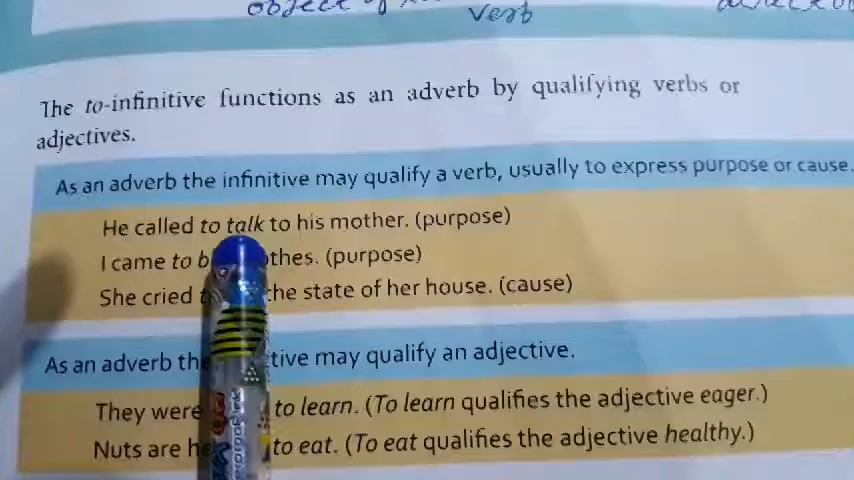 object of
verb
The to-infinitive functions as an adverb by qualifying verbs or
adjectives.
As an adverb the infinitive may qualify a verb, usually to express purpose or cause.
He called to talk to his mother. (purpose)
I came to thes. (purpose)
She cried the state of her house. (cause)
As an adverb the tive may qualify an adjective.
They were to learn. (To learn qualifies the adjective eager.)
Nuts are to eat. (To eat qualifies the adjective healthy.)